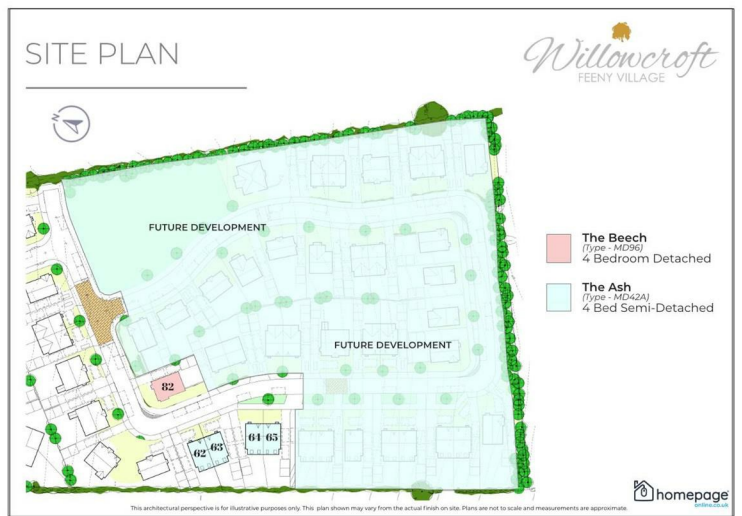 SITE PLAN
Willowcroft
FEENY VILLAGE
N
FUTURE DEVELOPMENT
The Beech
(Type - MD96)
4 Bedroom Detached
The Ash
(Type - MD42A)
4 Bed Semi-Detached
FUTURE DEVELOPMENT
82
62 63
64 65
homepage
online.co.uk
This architectural perspective is for illustrative purposes only. This plan shown may vary from the actual finish on site. Plans are not to scale and measurements are approximate.